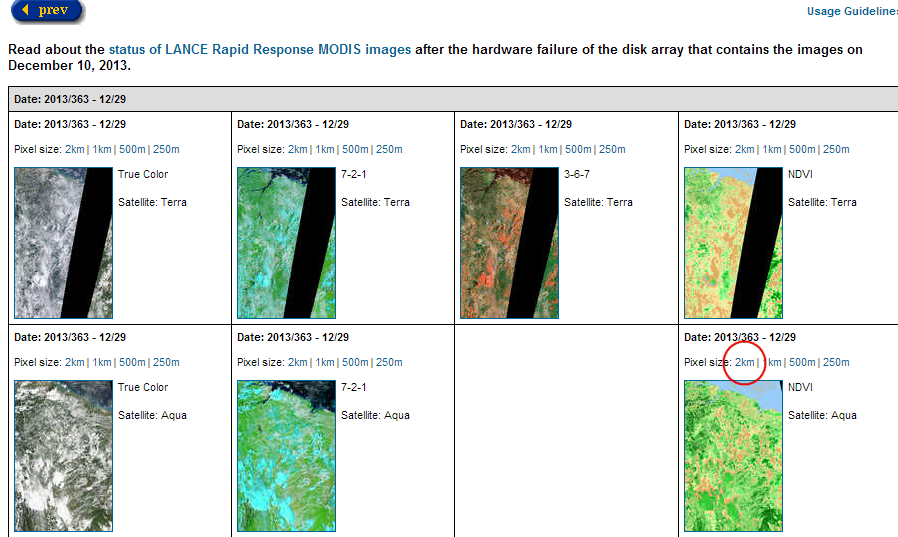 prev
Usage Guidelines
Read about the status of LANCE Rapid Response MODIS images after the hardware failure of the disk array that contains the images on
December 10, 2013.
Date: 2013/363 - 12/29
Date: 2013/363 - 12/29 Date: 2013/363 - 12/29 Date: 2013/363 - 12/29 Date: 2013/363 - 12/29
Pixel size: 2km | 1km | 500m | 250m Pixel size: 2km | 1km | 500m | 250m Pixel size: 2km | 1km | 500m | 250m Pixel size: 2km | 1km | 500m | 250m
True Color 7-2-1 3-6-7 NDVI
Satellite: Terra Satellite: Terra Satellite: Terra Satellite: Terra
Date: 2013/363 - 12/29 Date: 2013/363 - 12/29 Date: 2013/363 - 12/29
Pixel size: 2km | 1km | 500m | 250m Pixel size: 2km | 1km | 500m | 250m Pixel size: 2km | 1km | 500m | 250m
True Color 7-2-1 NDVI
Satellite: Aqua Satellite: Aqua Satellite: Aqua